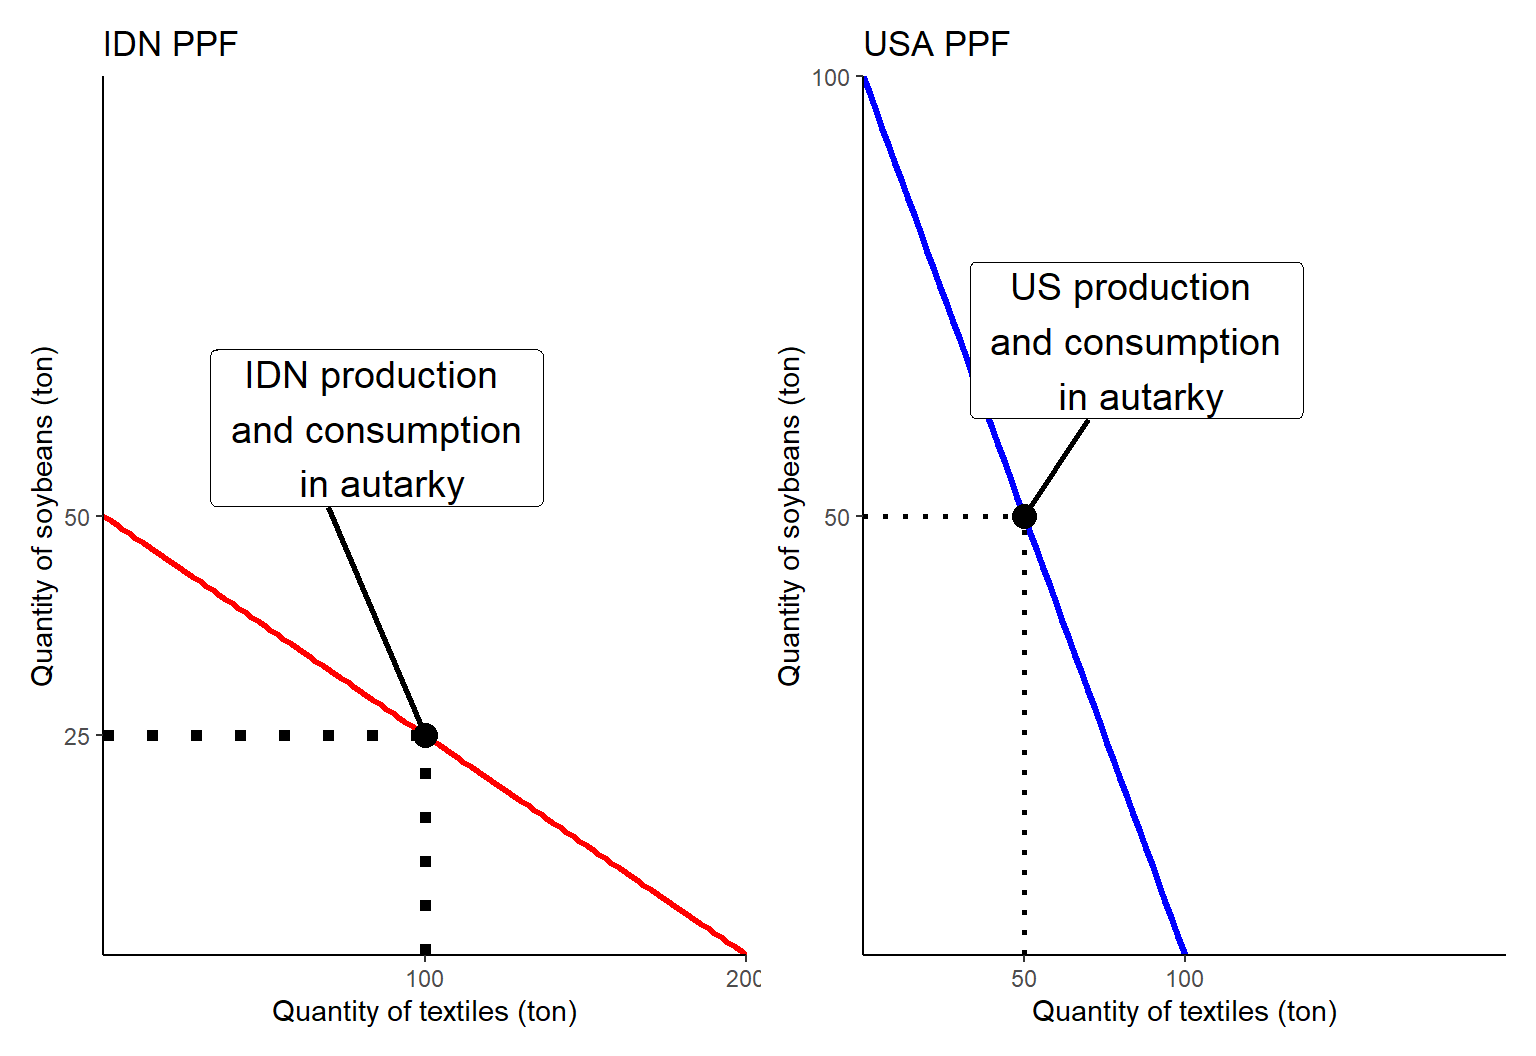 IDN PPF
Quantity of soybeans (ton)
50
25
IDN production
and consumption
in autarky
100
200
Quantity of textiles (ton)
USA PPF
Quantity of soybeans (ton)
100
50
US production
and consumption
in autarky
50
100
Quantity of textiles (ton)